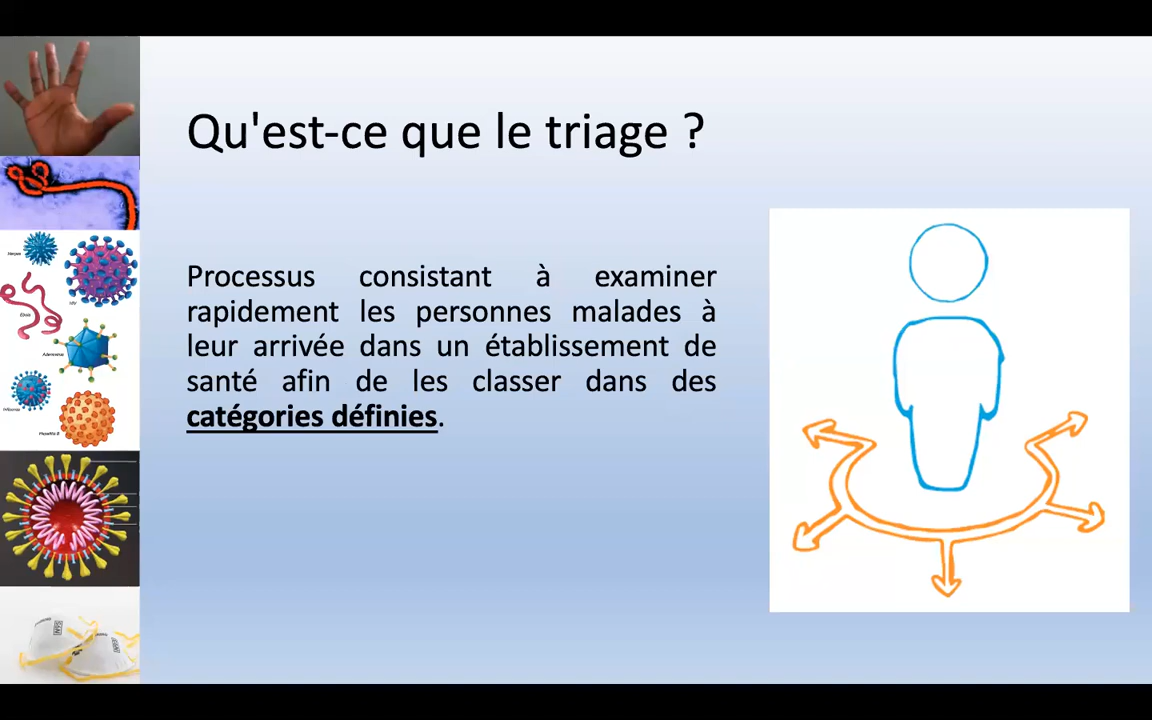 Qu'est-ce que le triage ?
Processus consistant à examiner
rapidement les personnes malades à
leur arrivée dans un établissement de
santé afin de les classer dans des
catégories définies.